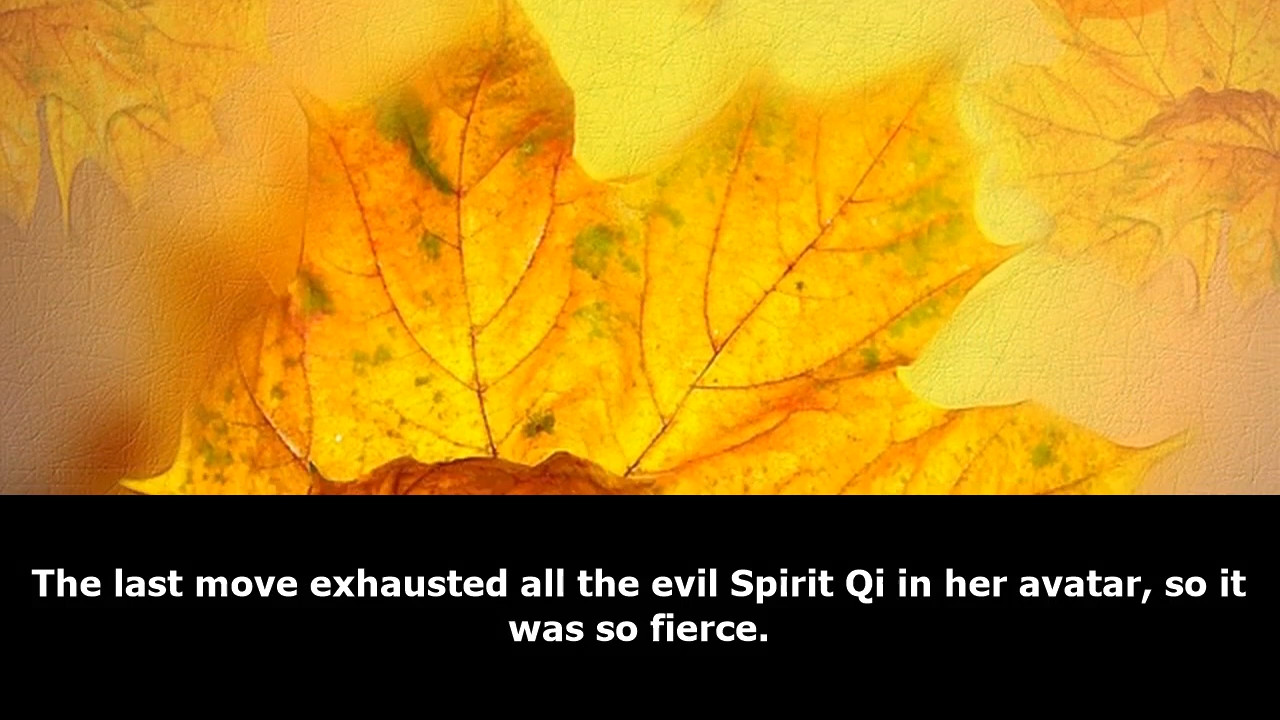 The last move exhausted all the evil Spirit Qi in her avatar, so it
was so fierce.